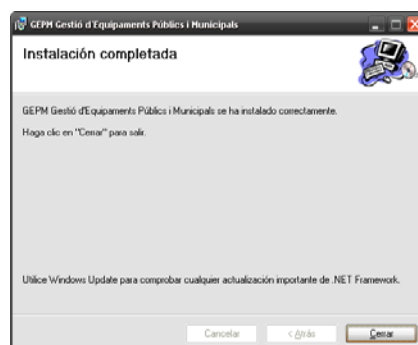 GEPM Gestió d'Equipaments Públics i Municipals
Instalación completada
GEPM Gestió d'Equipaments Públics i Municipals se ha instalado correctamente.
Haga clic en "Cerrar" para salir.
Utilice Windows Update para comprobar cualquier actualización importante de .NET Framework.
Cancelar < Atrás Cerrar